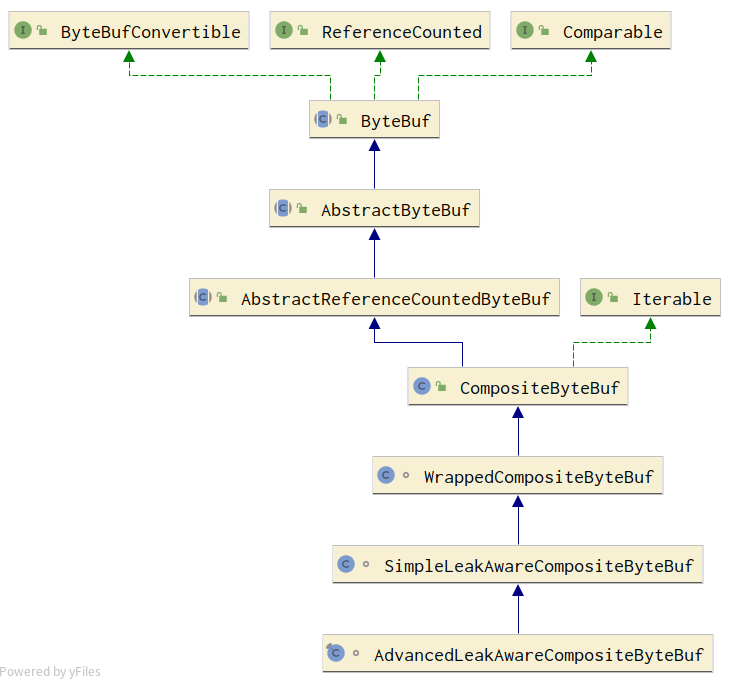 ByteBufConvertible
ReferenceCounted
Comparable
ByteBuf
AbstractByteBuf
AbstractReferenceCountedByteBuf
Iterable
CompositeByteBuf
WrappedCompositeByteBuf
SimpleLeakAwareCompositeByteBuf
AdvancedLeakAwareCompositeByteBuf
Powered by yFiles